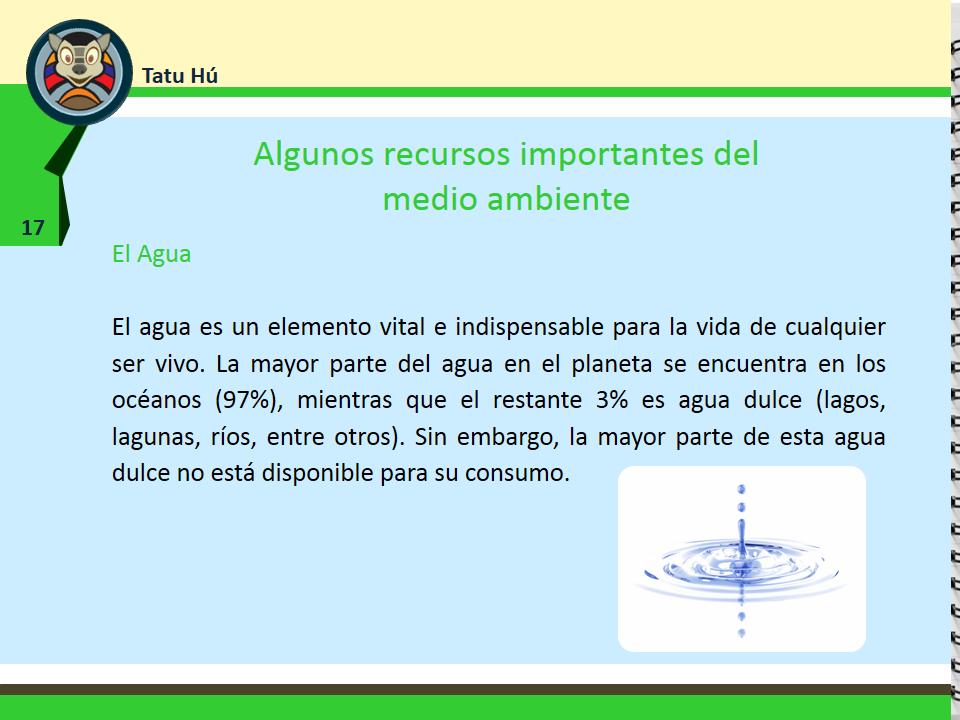 Tatu Hú
Algunos recursos importantes del
medio ambiente
17
El Agua
El agua es un elemento vital e indispensable para la vida de cualquier
ser vivo. La mayor parte del agua en el planeta se encuentra en los
océanos (97%), mientras que el restante 3% es agua dulce (lagos,
lagunas, ríos, entre otros). Sin embargo, la mayor parte de esta agua
dulce no está disponible para su consumo.